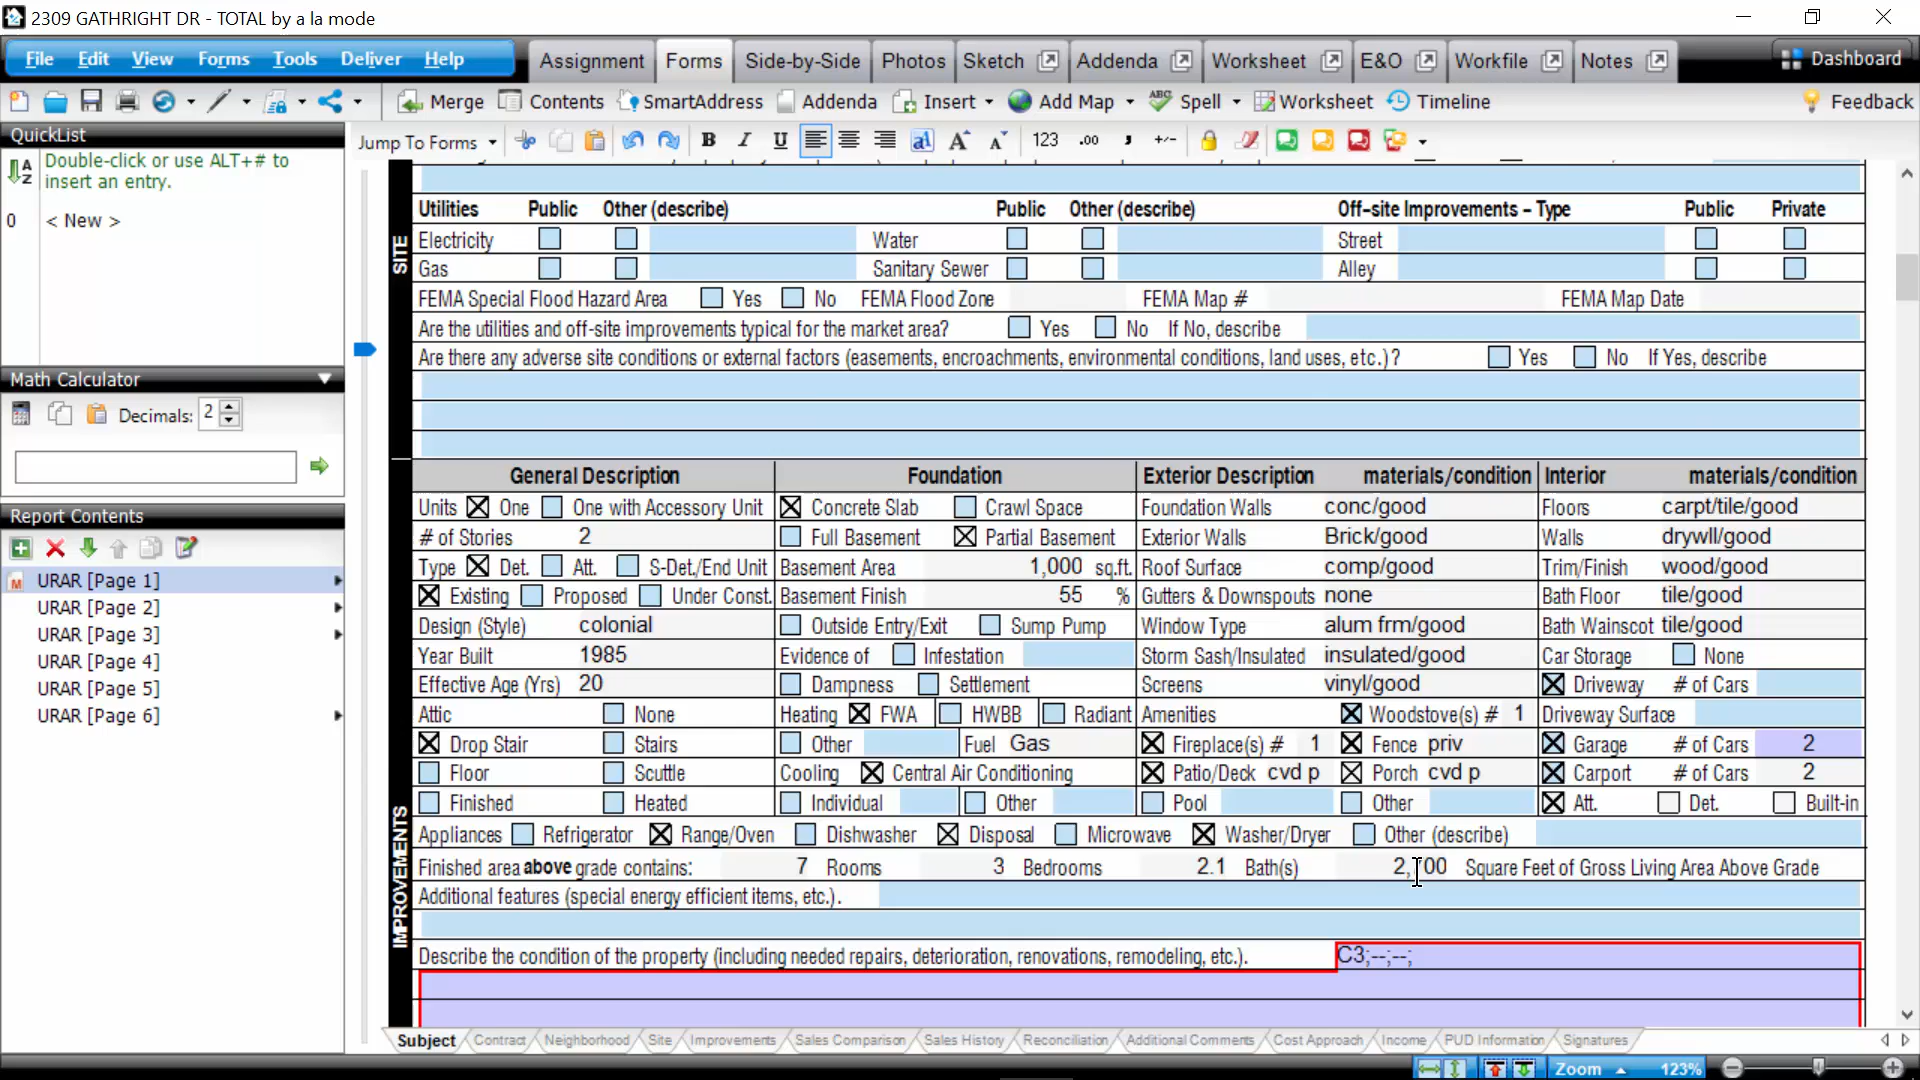 2309 GATHRIGHT DR - TOTAL by a la mode
File Edit View Forms Tools Deliver Help
Assignment Forms Side-by-Side Photos Sketch Addenda Worksheet E&O Workfile Notes Dashboard
Merge Contents SmartAddress Addenda Insert Add Map ABC Spell Worksheet Timeline Feedback
QuickList
Double-click or use ALT+# to
insert an entry.
0 < New >
Math Calculator
Decimals: 2
Report Contents
URAR [Page 1]
URAR [Page 2]
URAR [Page 3]
URAR [Page 4]
URAR [Page 5]
URAR [Page 6]
Jump To Forms B I U a A A 123 .00 , +/-
SITE
Utilities Public Other (describe) Public Other (describe) Off-site Improvements - Type Public Private
Electricity Water Street
Gas Sanitary Sewer Alley
FEMA Special Flood Hazard Area Yes No FEMA Flood Zone FEMA Map # FEMA Map Date
Are the utilities and off-site improvements typical for the market area? Yes No If No, describe
Are there any adverse site conditions or external factors (easements, encroachments, environmental conditions, land uses, etc.)? Yes No If Yes, describe
IMPROVEMENTS
General Description Foundation Exterior Description materials/condition Interior materials/condition
Units One One with Accessory Unit Concrete Slab Crawl Space Foundation Walls conc/good Floors carpt/tile/good
# of Stories 2 Full Basement Partial Basement Exterior Walls Brick/good Walls drywll/good
Type Det. Att. S-Det./End Unit Basement Area 1,000 sq.ft. Roof Surface comp/good Trim/Finish wood/good
Existing Proposed Under Const. Basement Finish 55 % Gutters & Downspouts none Bath Floor tile/good
Design (Style) colonial Outside Entry/Exit Sump Pump Window Type alum frm/good Bath Wainscot tile/good
Year Built 1985 Evidence of Infestation Storm Sash/Insulated insulated/good Car Storage None
Effective Age (Yrs) 20 Dampness Settlement Screens vinyl/good Driveway # of Cars
Attic None Heating FWA HWBB Radiant Amenities Woodstove(s) # 1 Driveway Surface
Drop Stair Stairs Other Fuel Gas Fireplace(s) # 1 Fence priv Garage # of Cars 2
Floor Scuttle Cooling Central Air Conditioning Patio/Deck cvd p Porch cvd p Carport # of Cars 2
Finished Heated Individual Other Pool Other Att. Det. Built-in
Appliances Refrigerator Range/Oven Dishwasher Disposal Microwave Washer/Dryer Other (describe)
Finished area above grade contains: 7 Rooms 3 Bedrooms 2.1 Bath(s) Square Feet of Gross Living Area Above Grade
Additional features (special energy efficient items, etc.).
Describe the condition of the property (including needed repairs, deterioration, renovations, remodeling, etc.). C3;--;--;
Subject Contract Neighborhood Site Improvements Sales Comparison Sales History Reconciliation Additional Comments Cost Approach Income PUD Information Signatures
Zoom 123%